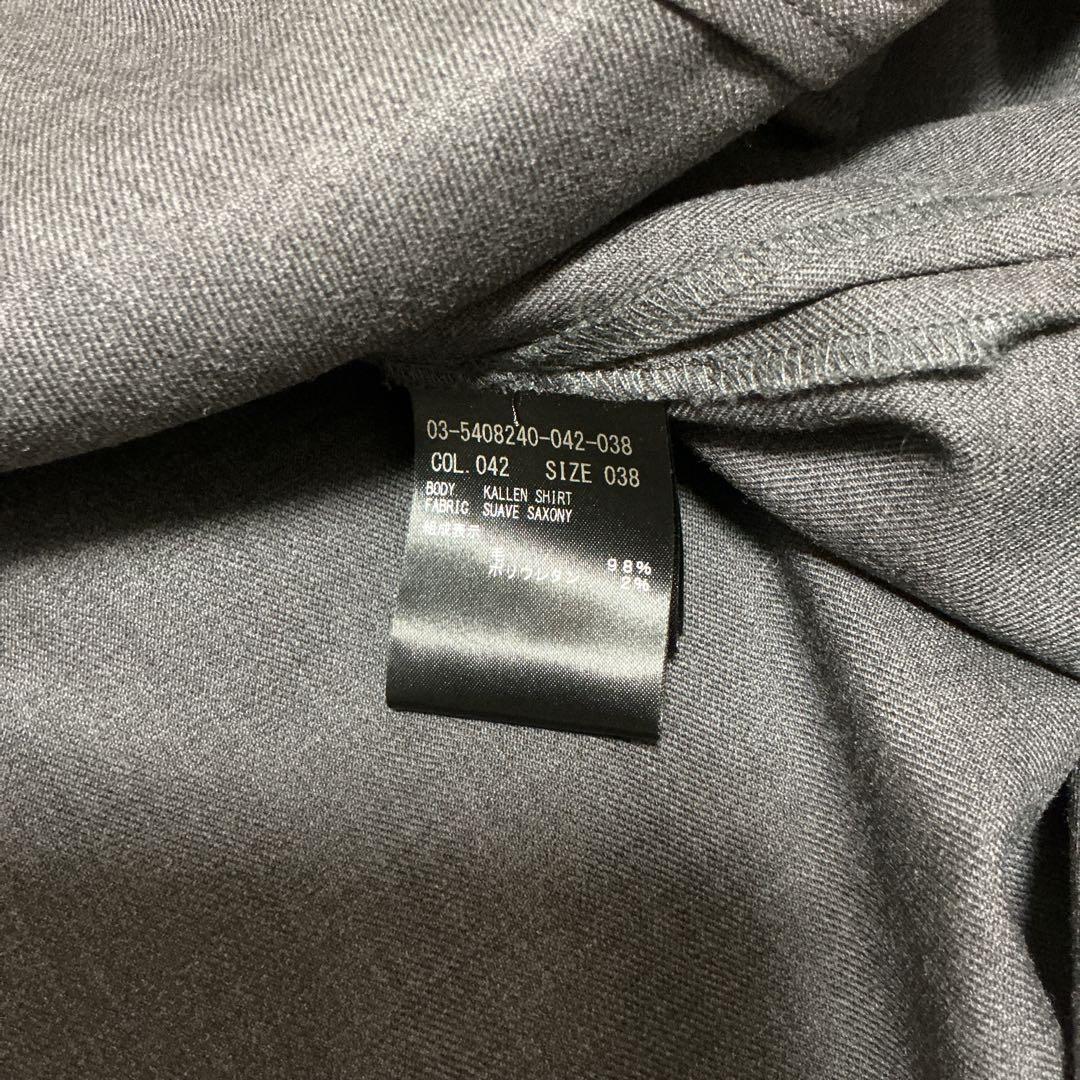 03-5408240-042-038
COL. 042 SIZE 038
BODY KALLEN SHIRT
FABRIC SUAVE SAXONY
組成表示
毛 98%
ポリウレタン 2%